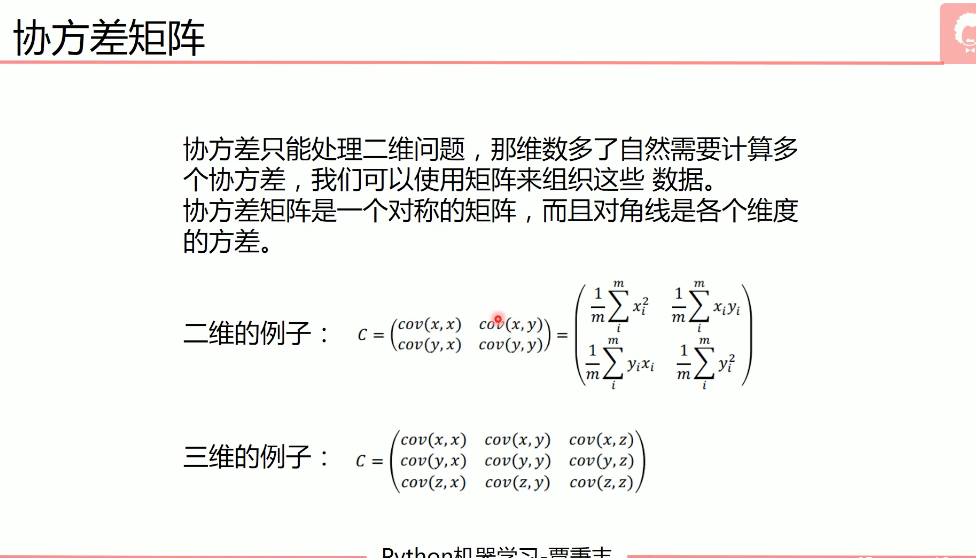 协方差矩阵
协方差只能处理二维问题，那维数多了自然需要计算多
个协方差，我们可以使用矩阵来组织这些 数据。
协方差矩阵是一个对称的矩阵，而且对角线是各个维度
的方差。
二维的例子： $C = \begin{pmatrix} cov(x,x) & cov(x,y) \\ cov(y,x) & cov(y,y) \end{pmatrix} = \begin{pmatrix} \frac{1}{m}\sum_{i}^{m} x_i^2 & \frac{1}{m}\sum_{i}^{m} x_i y_i \\ \frac{1}{m}\sum_{i}^{m} y_i x_i & \frac{1}{m}\sum_{i}^{m} y_i^2 \end{pmatrix}$
三维的例子： $C = \begin{pmatrix} cov(x,x) & cov(x,y) & cov(x,z) \\ cov(y,x) & cov(y,y) & cov(y,z) \\ cov(z,x) & cov(z,y) & cov(z,z) \end{pmatrix}$
Python机器学习-覃秉丰